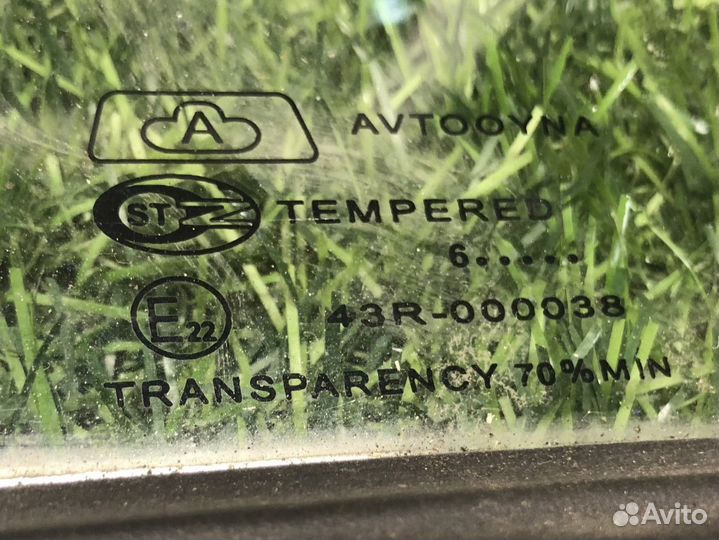 A AVTOOYNA
ST TEMPERED
6.....
E22 43R-000038
TRANSPARENCY 70%MIN
Avito